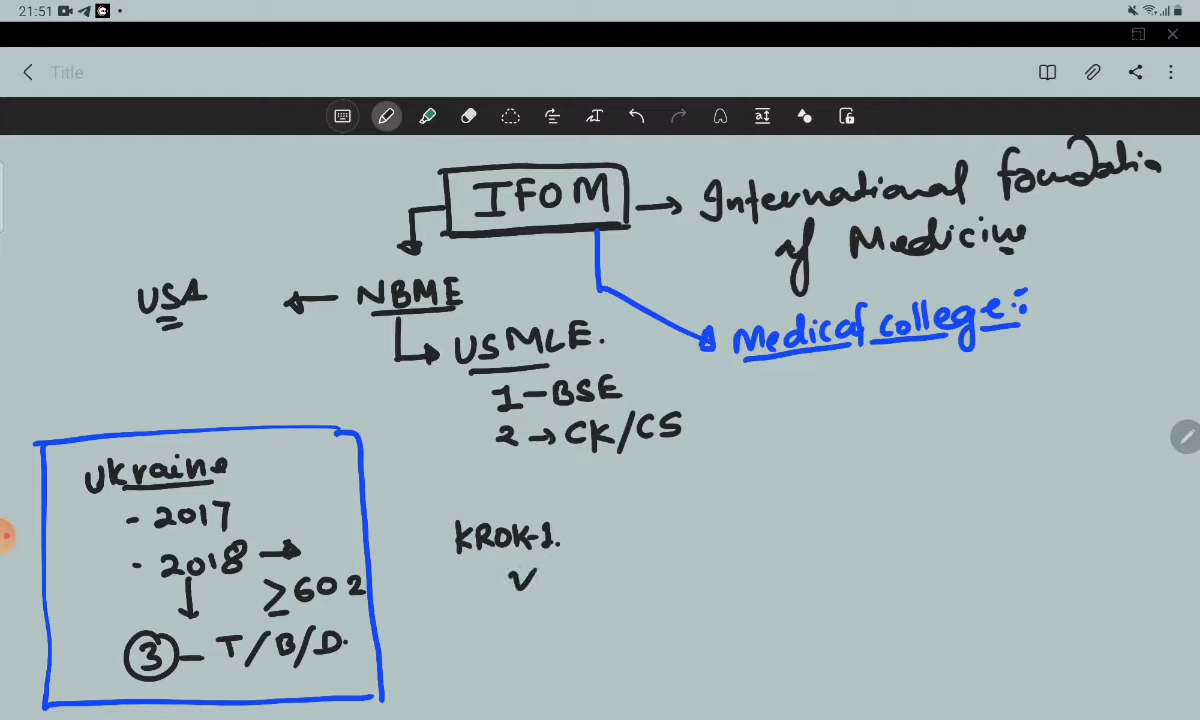 21:51
Title
IFOM → International foundation
of Medicine
USA ← NBME
Medical college:
USMLE.
1-BSE
2 → CK/CS
Ukraine
- 2017
- 2018 →
≥602
3 - T/B/D.
KROK-1.